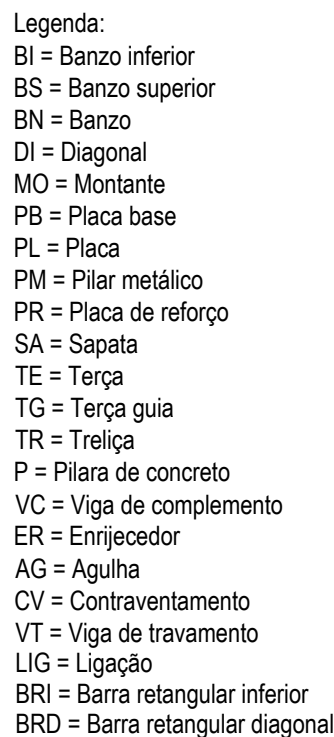 Legenda:
BI = Banzo inferior
BS = Banzo superior
BN = Banzo
DI = Diagonal
MO = Montante
PB = Placa base
PL = Placa
PM = Pilar metálico
PR = Placa de reforço
SA = Sapata
TE = Terça
TG = Terça guia
TR = Treliça
P = Pilara de concreto
VC = Viga de complemento
ER = Enrijecedor
AG = Agulha
CV = Contraventamento
VT = Viga de travamento
LIG = Ligação
BRI = Barra retangular inferior
BRD = Barra retangular diagonal